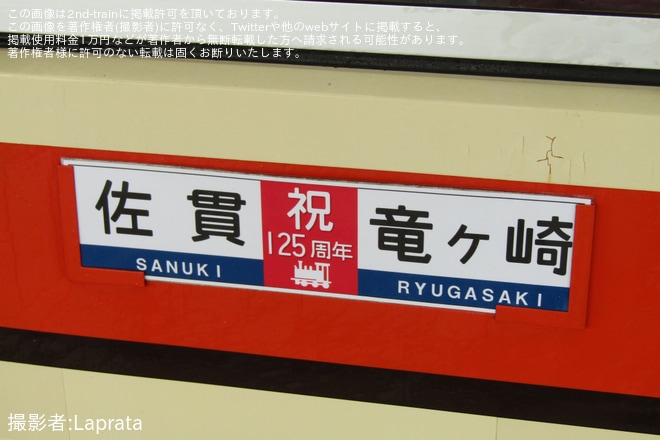 この画像は2nd-trainに掲載許可を頂いております。
この画像を著作権者(撮影者)に許可なく、Twitterや他のwebサイトに掲載すると、
掲載使用料金1万円などが著作者から無断転載した方へ請求される可能性があります。
著作権者様に許可のない転載は固くお断りいたします。
佐貫 祝 竜ヶ崎
125周年
SANUKI RYUGASAKI
撮影者:Laprata